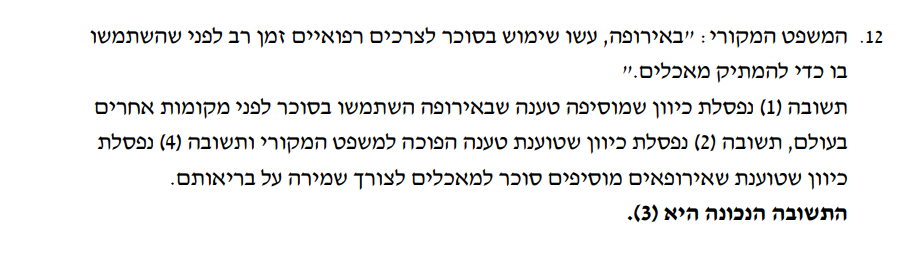 12. המשפט המקורי: "באירופה, עשו שימוש בסוכר לצרכים רפואיים זמן רב לפני שהשתמשו
בו כדי להמתיק מאכלים."
תשובה (1) נפסלת כיוון שמוסיפה טענה שבאירופה השתמשו בסוכר לפני מקומות אחרים
בעולם, תשובה (2) נפסלת כיוון שטוענת טענה הפוכה למשפט המקורי ותשובה (4) נפסלת
כיוון שטוענת שאירופאים מוסיפים סוכר למאכלים לצורך שמירה על בריאותם.
התשובה הנכונה היא (3).